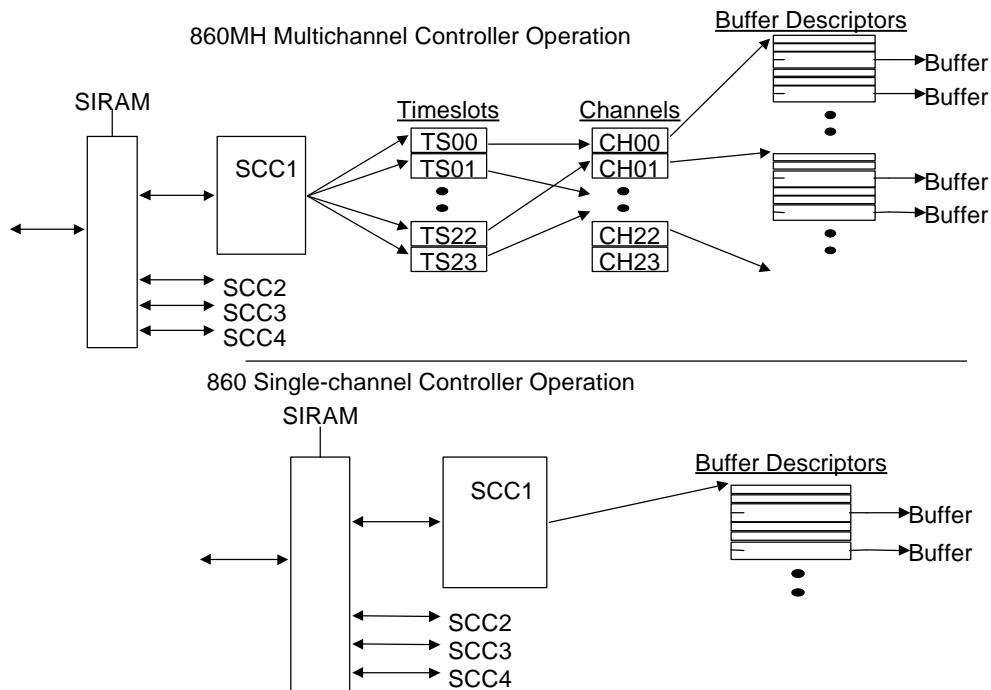 860MH Multichannel Controller Operation
Buffer Descriptors
Buffer
Buffer
SIRAM
Timeslots
Channels
SCC1
TS00
CH00
TS01
CH01
Buffer
Buffer
TS22
CH22
TS23
CH23
SCC2
SCC3
SCC4
860 Single-channel Controller Operation
SIRAM
Buffer Descriptors
SCC1
Buffer
Buffer
SCC2
SCC3
SCC4